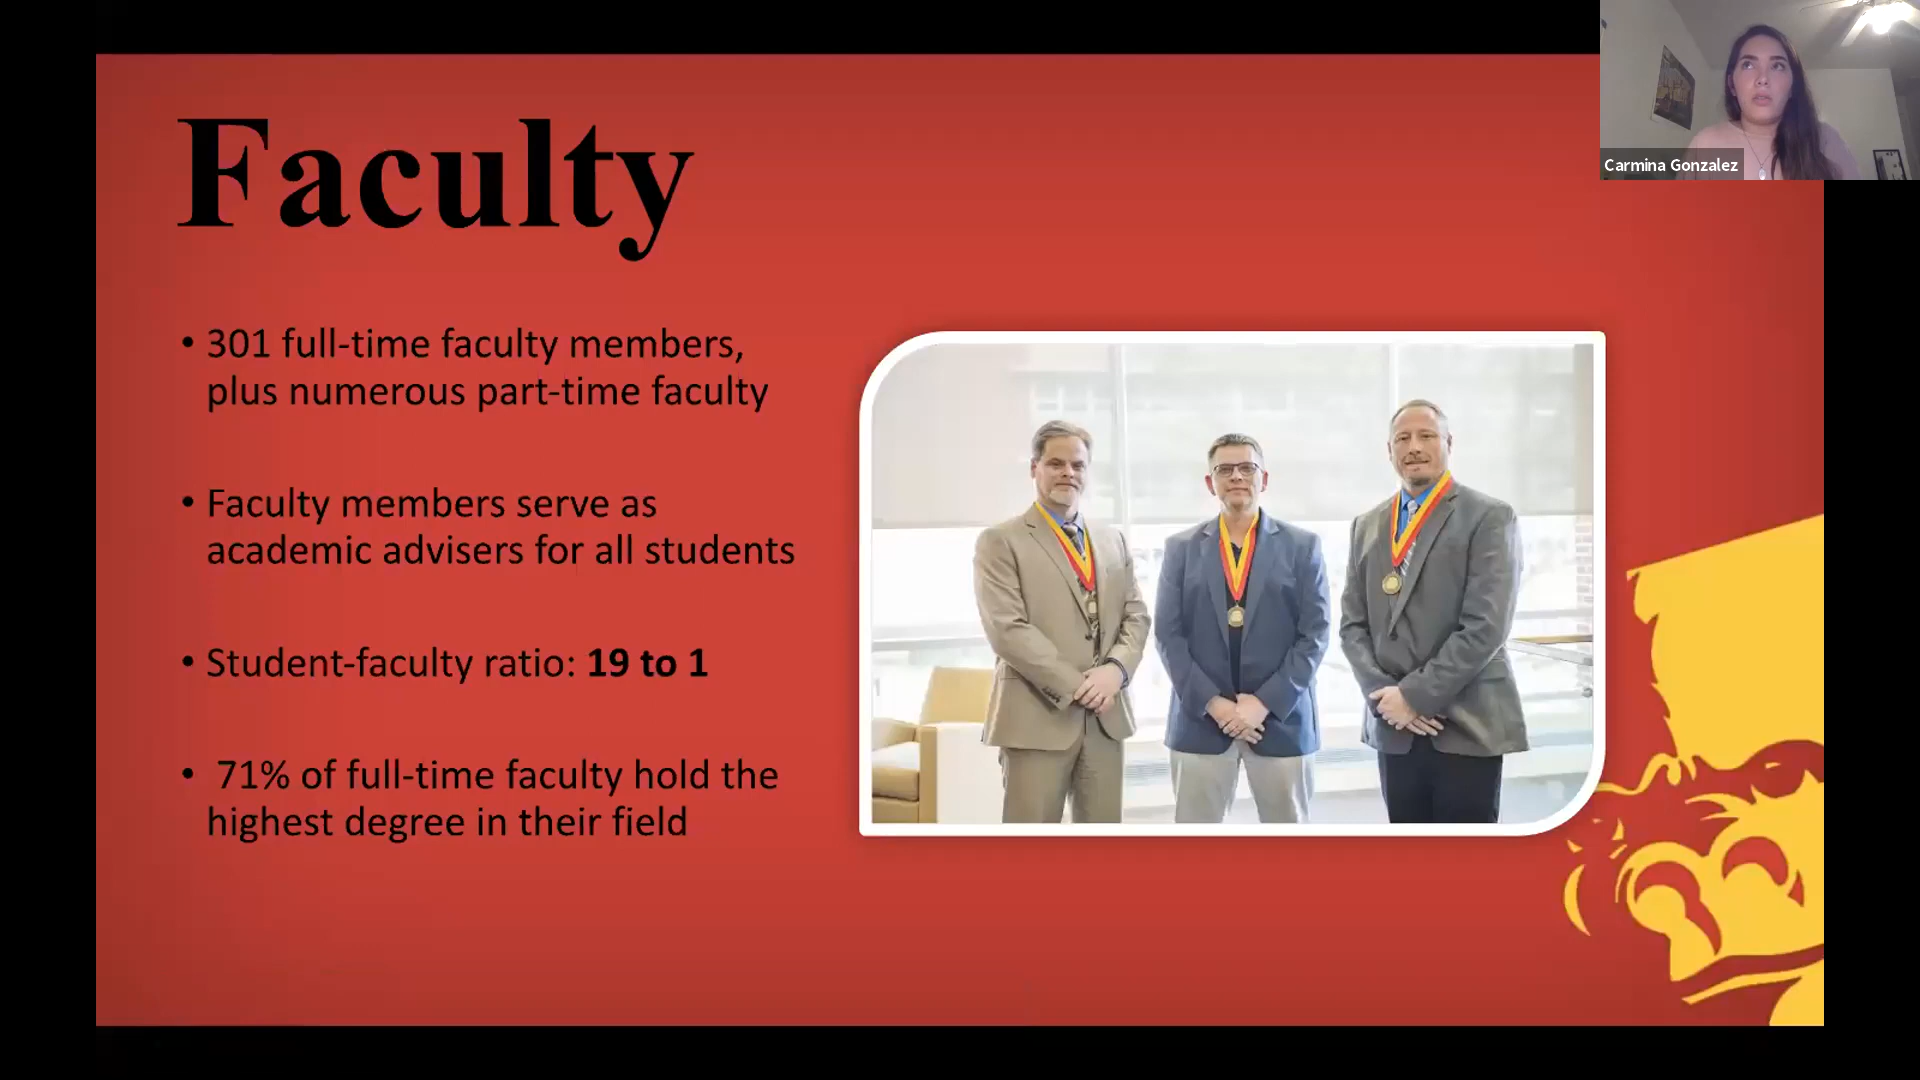 Faculty
• 301 full-time faculty members,
plus numerous part-time faculty
• Faculty members serve as
academic advisers for all students
• Student-faculty ratio: 19 to 1
• 71% of full-time faculty hold the
highest degree in their field
Carmina Gonzalez